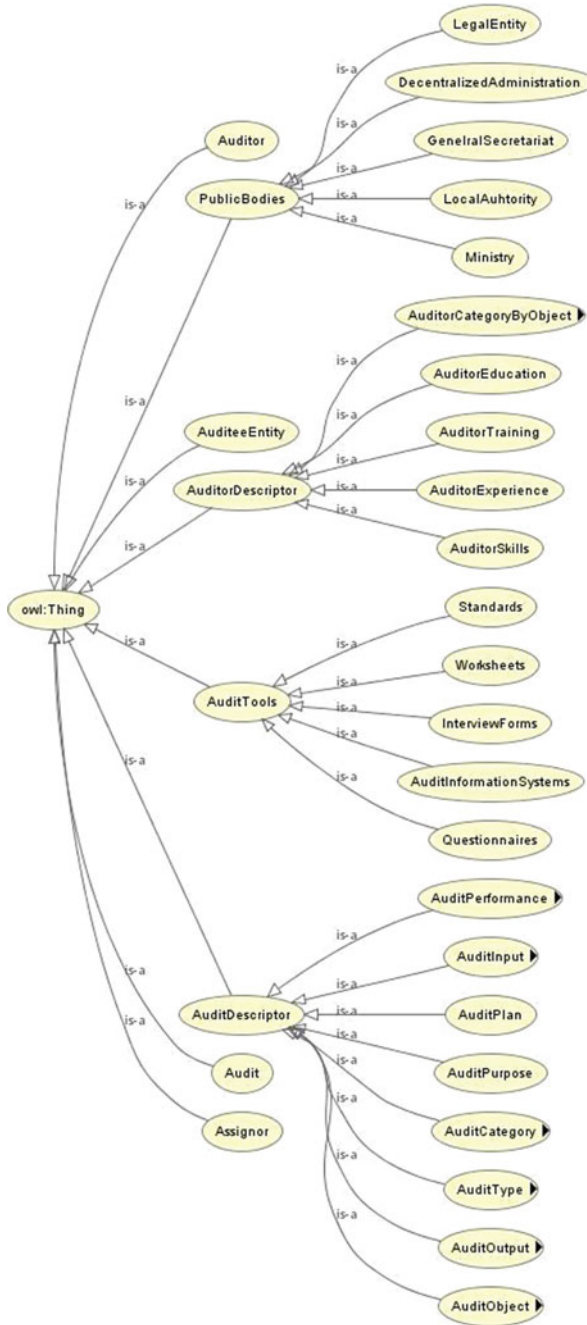 LegalEntity
is-a
DecentralizedAdministration
is-a
Auditor
GenelralSecretariat
is-a
is-a
PublicBodies
is-a
LocalAuhtority
is-a
Ministry
is-a
AuditorCategoryByObject
is-a
AuditorEducation
is-a
AuditeeEntity
AuditorTraining
is-a
is-a
AuditorDescriptor
is-a
AuditorExperience
is-a
is-a
AuditorSkills
owl:Thing
Standards
is-a
is-a
Worksheets
is-a
AuditTools
is-a
InterviewForms
is-a
is-a
AuditInformationSystems
is-a
Questionnaires
AuditPerformance
is-a
AuditInput
is-a
is-a
AuditDescriptor
is-a
AuditPlan
is-a
AuditPurpose
Audit
is-a
is-a
Assignor
AuditCategory
is-a
AuditType
is-a
AuditOutput
is-a
AuditObject